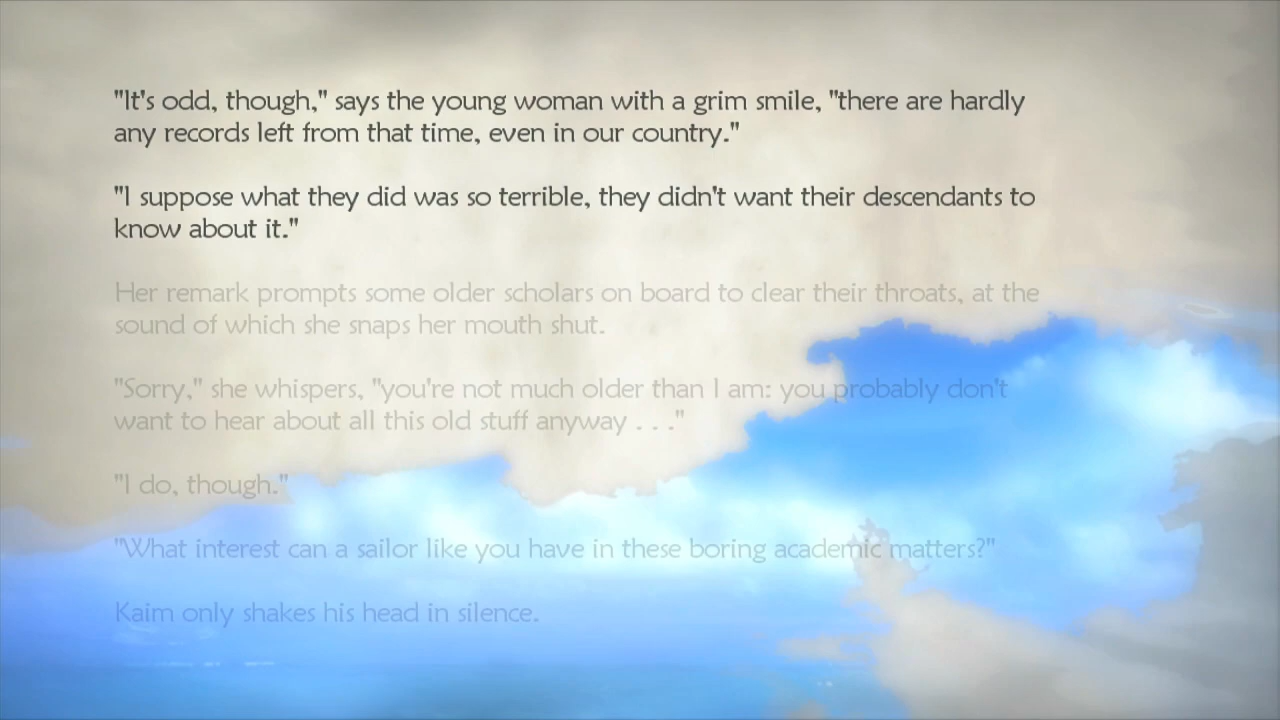 "It's odd, though," says the young woman with a grim smile, "there are hardly
any records left from that time, even in our country."
"I suppose what they did was so terrible, they didn't want their descendants to
know about it."
Her remark prompts some older scholars on board to clear their throats, at the
sound of which she snaps her mouth shut.
"Sorry," she whispers, "you're not much older than I am: you probably don't
want to hear about all this old stuff anyway . . ."
"I do, though."
"What interest can a sailor like you have in these boring academic matters?"
Kaim only shakes his head in silence.